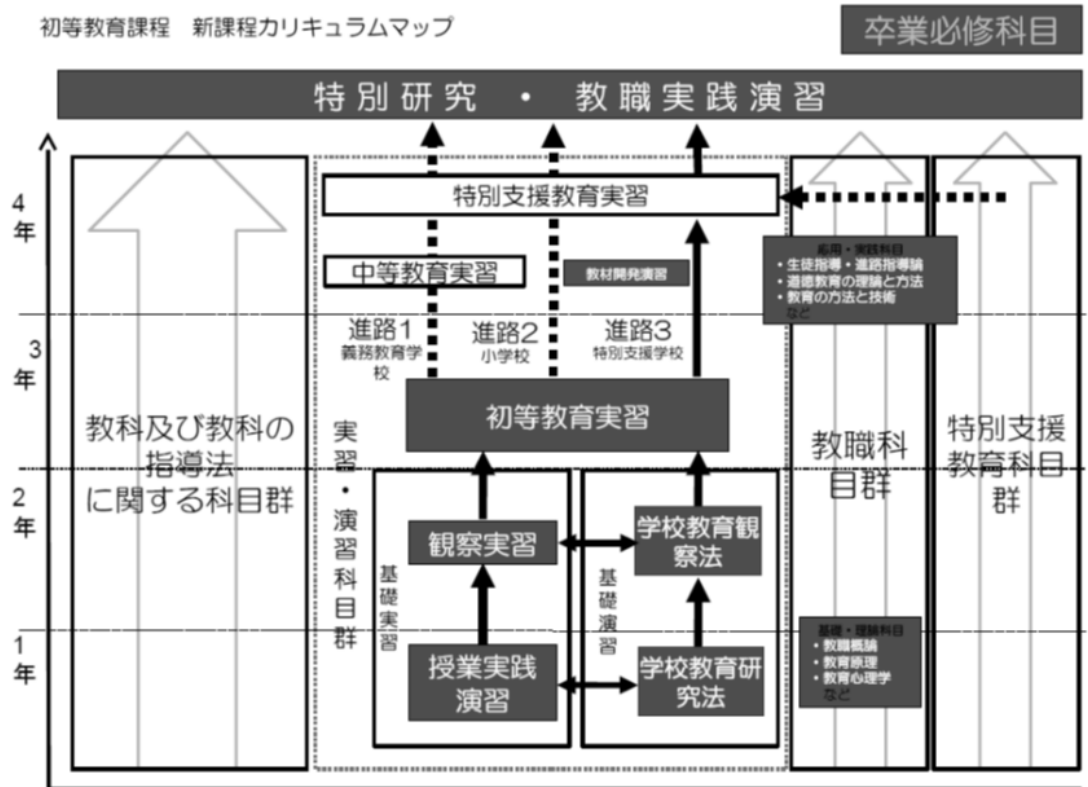 初等教育課程 新課程カリキュラムマップ
卒業必修科目
特別研究・教職実践演習
4年
特別支援教育実習
中等教育実習
教材開発演習
応用・実践科目
・生徒指導・進路指導論
・道徳教育の理論と方法
・教育の方法と技術
など
3年
進路1
義務教育学
校
進路2
小学校
進路3
特別支援学校
初等教育実習
教科及び教科の
指導法
に関する科目群
実習・演習科目群
教職科
目群
特別支援
教育科目
群
2年
基礎実習
観察実習
基礎演習
学校教育観
察法
1年
授業実践
演習
学校教育研
究法
基礎・理論科目
・教職概論
・教育原理
・教育心理学
など